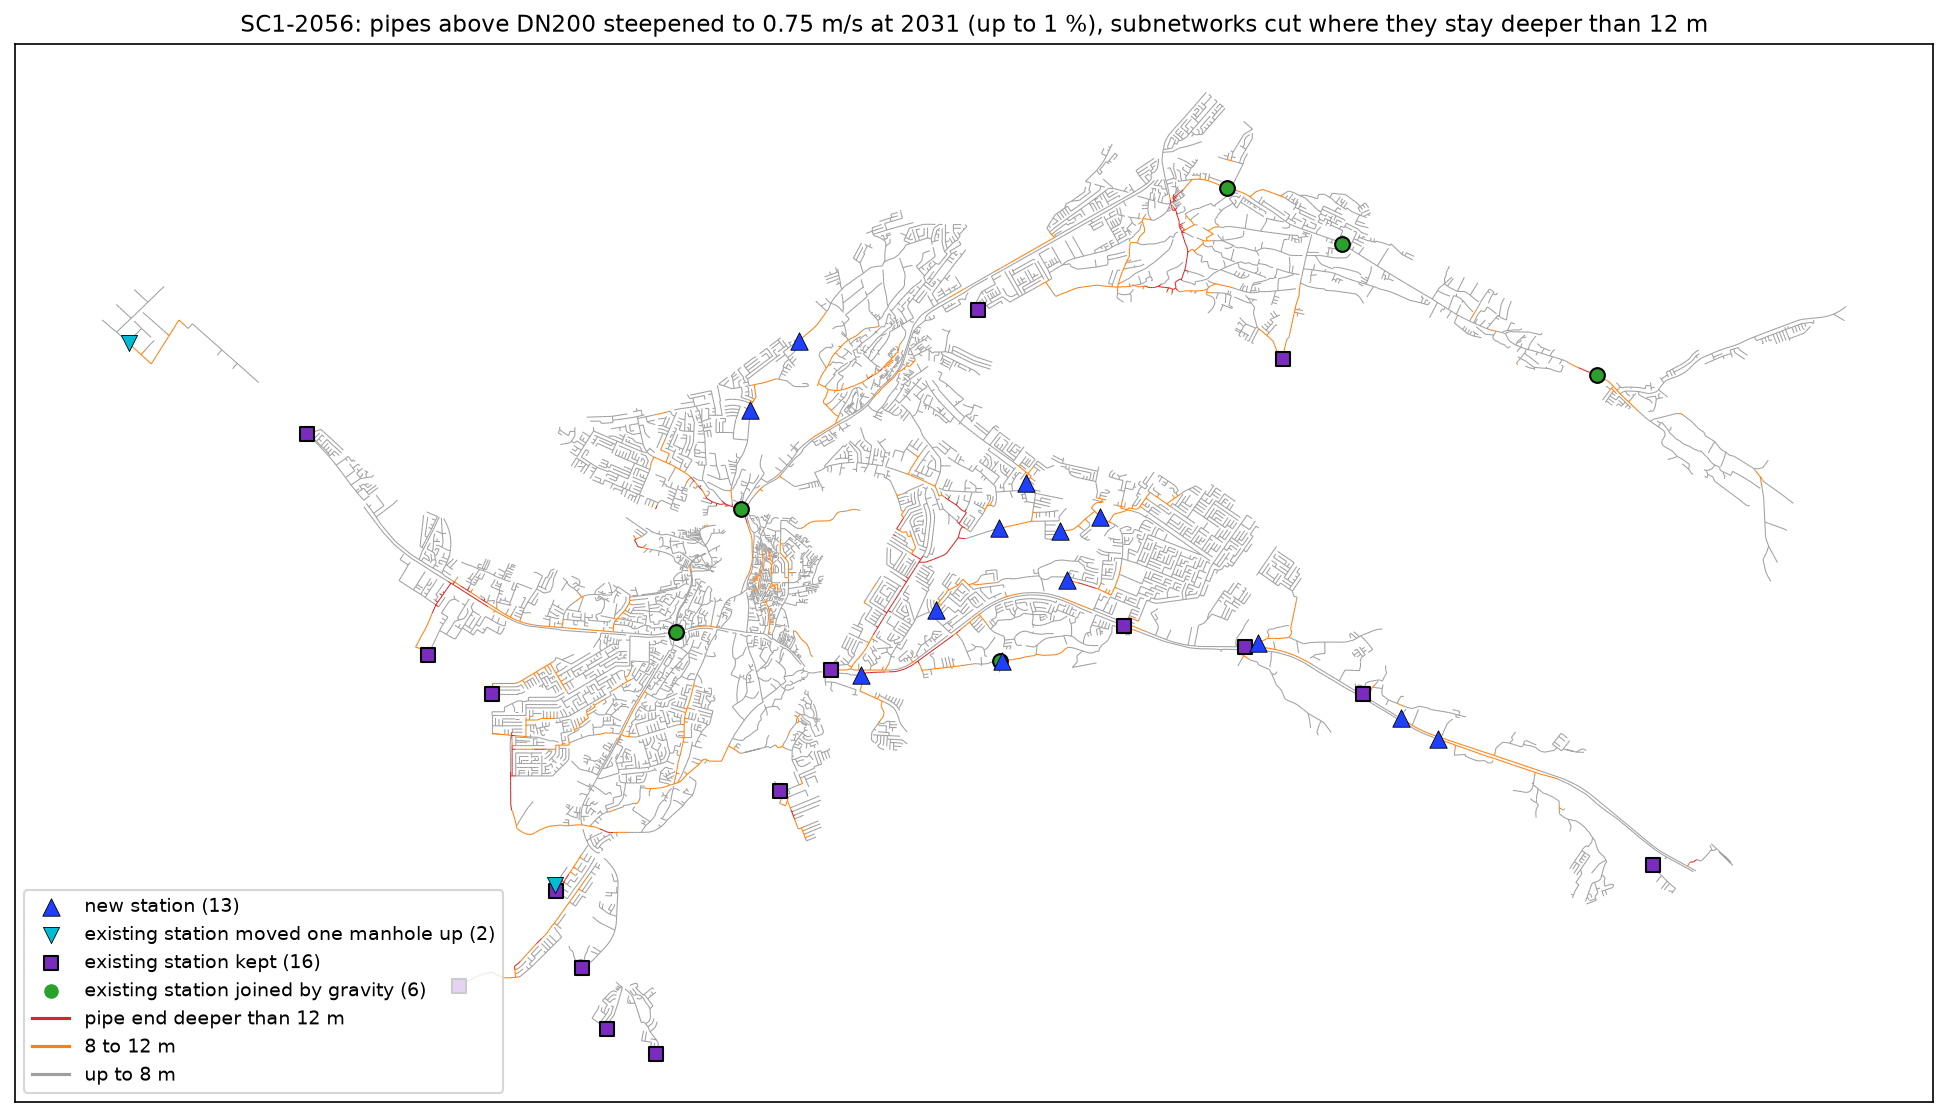 SC1-2056: pipes above DN200 steepened to 0.75 m/s at 2031 (up to 1 %), subnetworks cut where they stay deeper than 12 m
new station (13)
existing station moved one manhole up (2)
existing station kept (16)
existing station joined by gravity (6)
pipe end deeper than 12 m
8 to 12 m
up to 8 m